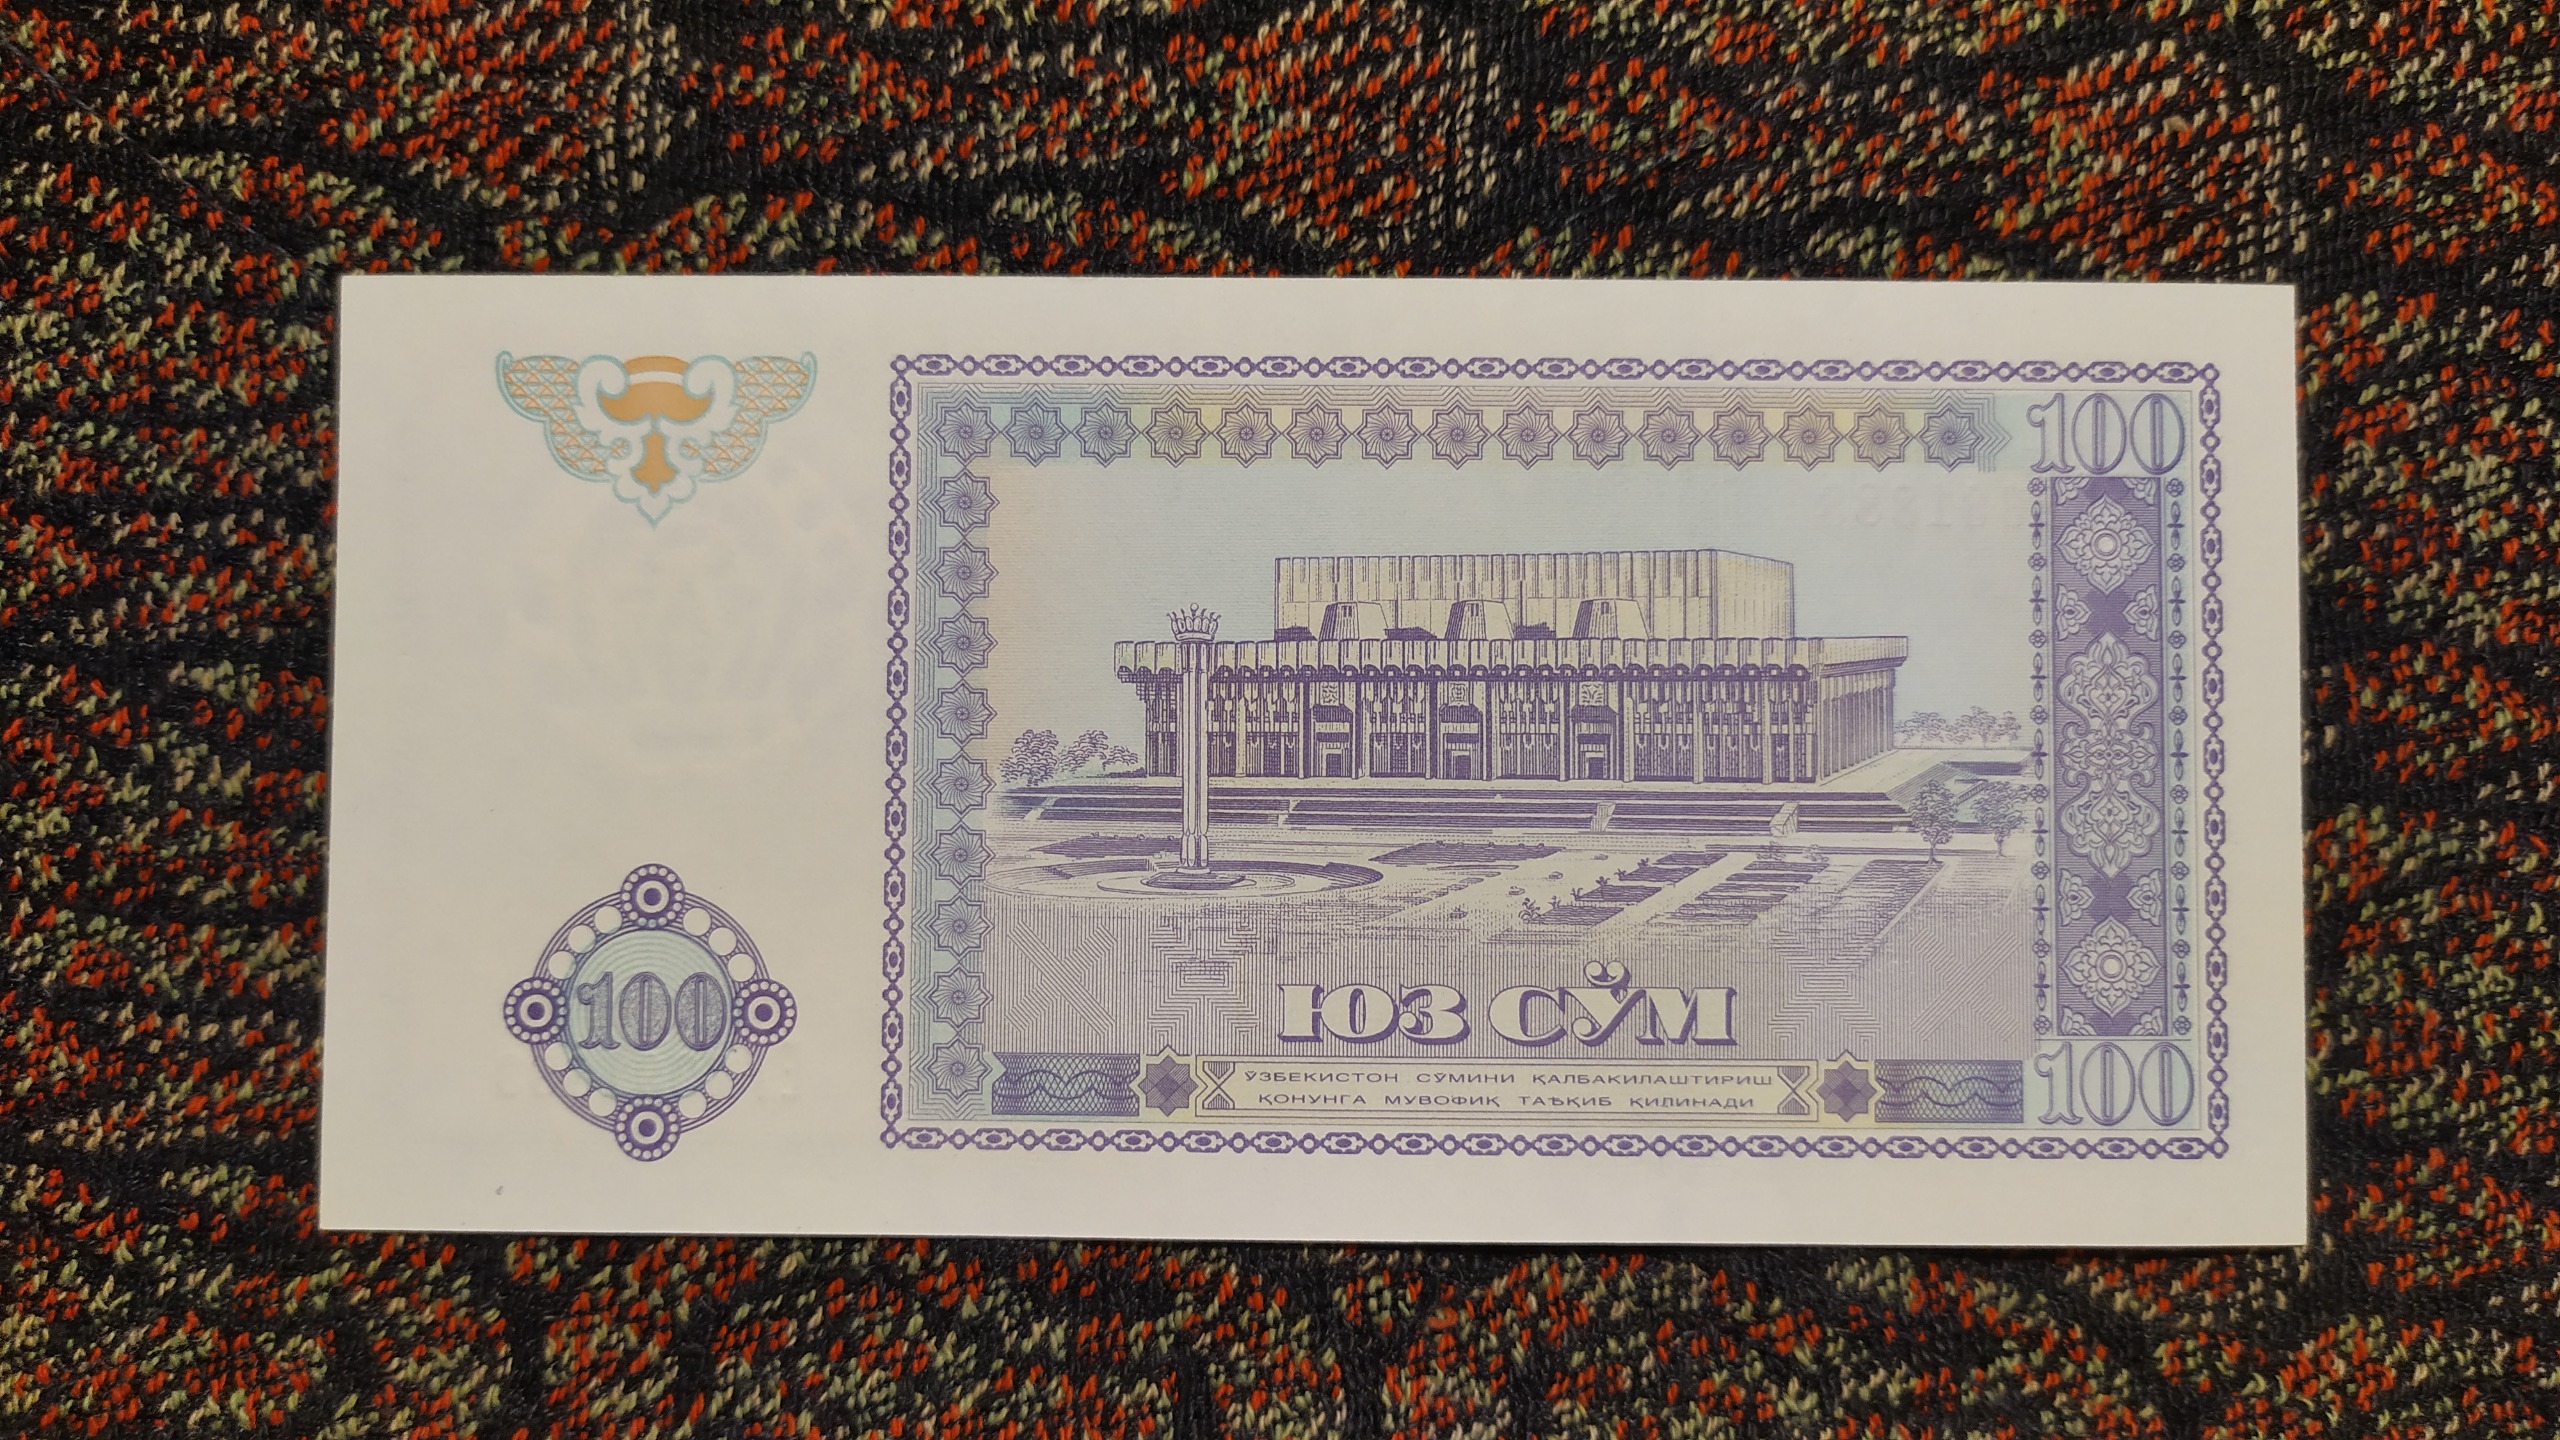 100
100
ЮЗ СЎМ
ЎЗБЕКИСТОН СЎМИНИ ҚАЛБАКИЛАШТИРИШ
ҚОНУНГА МУВОФИҚ ТАЪҚИБ ҚИЛИНАДИ
100